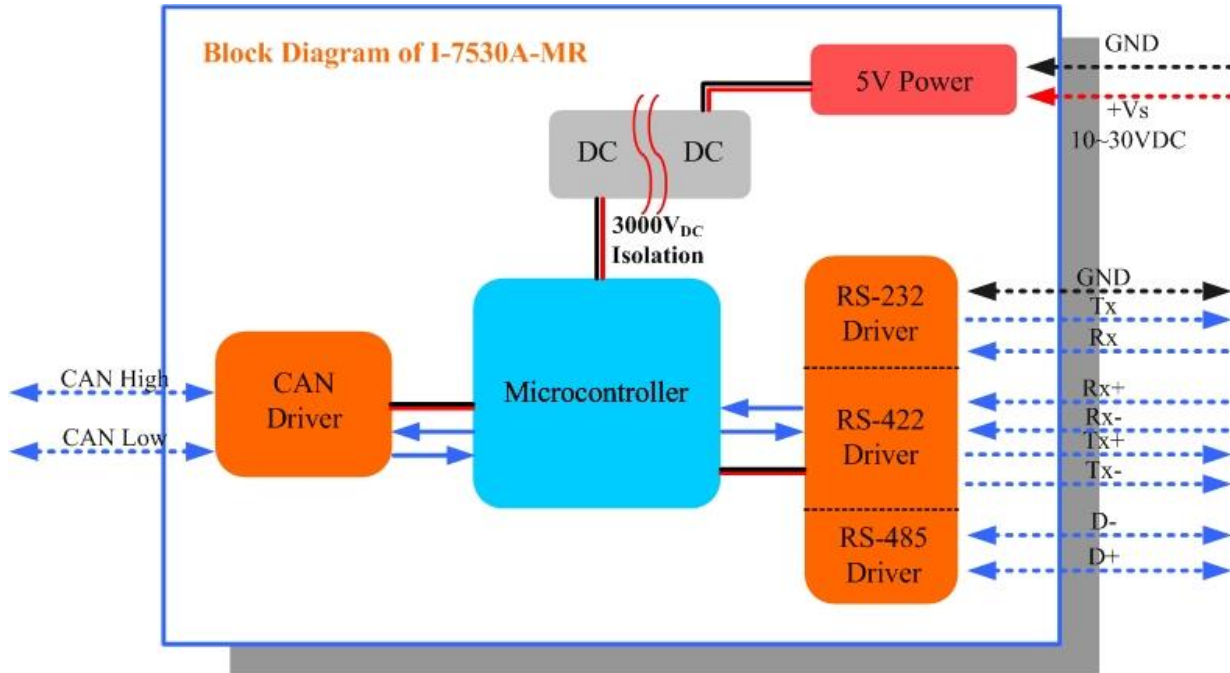 Block Diagram of I-7530A-MR
5V Power
GND
+Vs
10~30VDC
DC
DC
3000VDC
Isolation
CAN High
CAN Low
CAN
Driver
Microcontroller
RS-232
Driver
RS-422
Driver
RS-485
Driver
GND
Tx
Rx
Rx+
Rx-
Tx+
Tx-
D-
D+